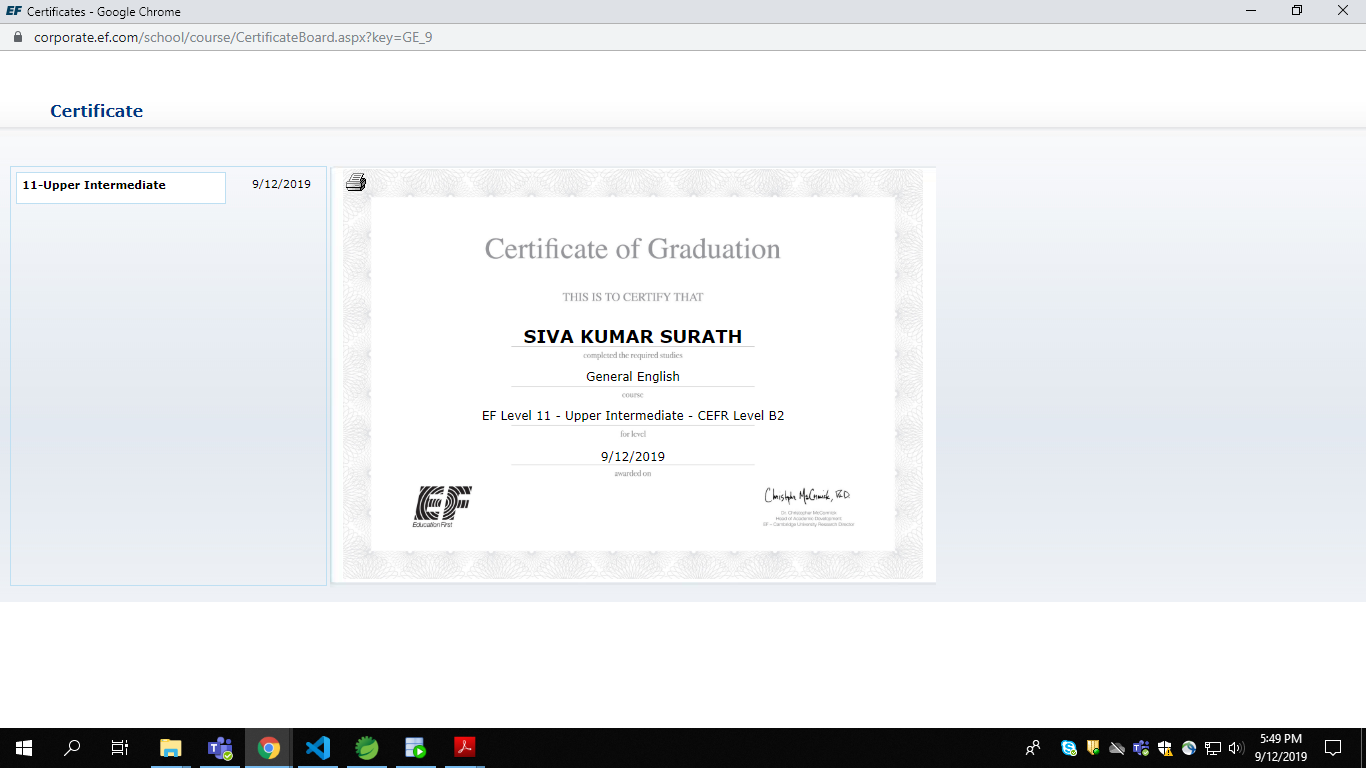 EF Certificates - Google Chrome
corporate.ef.com/school/course/CertificateBoard.aspx?key=GE_9
Certificate
11-Upper Intermediate 9/12/2019
Certificate of Graduation
THIS IS TO CERTIFY THAT
SIVA KUMAR SURATH
completed the required studies
General English
course
EF Level 11 - Upper Intermediate - CEFR Level B2
for level
9/12/2019
awarded on
EF
Education First
Christopher McCormick, Ph.D.
Dr. Christopher McCormick
Head of Academic Development
EF – Cambridge University Research Director
5:49 PM
9/12/2019